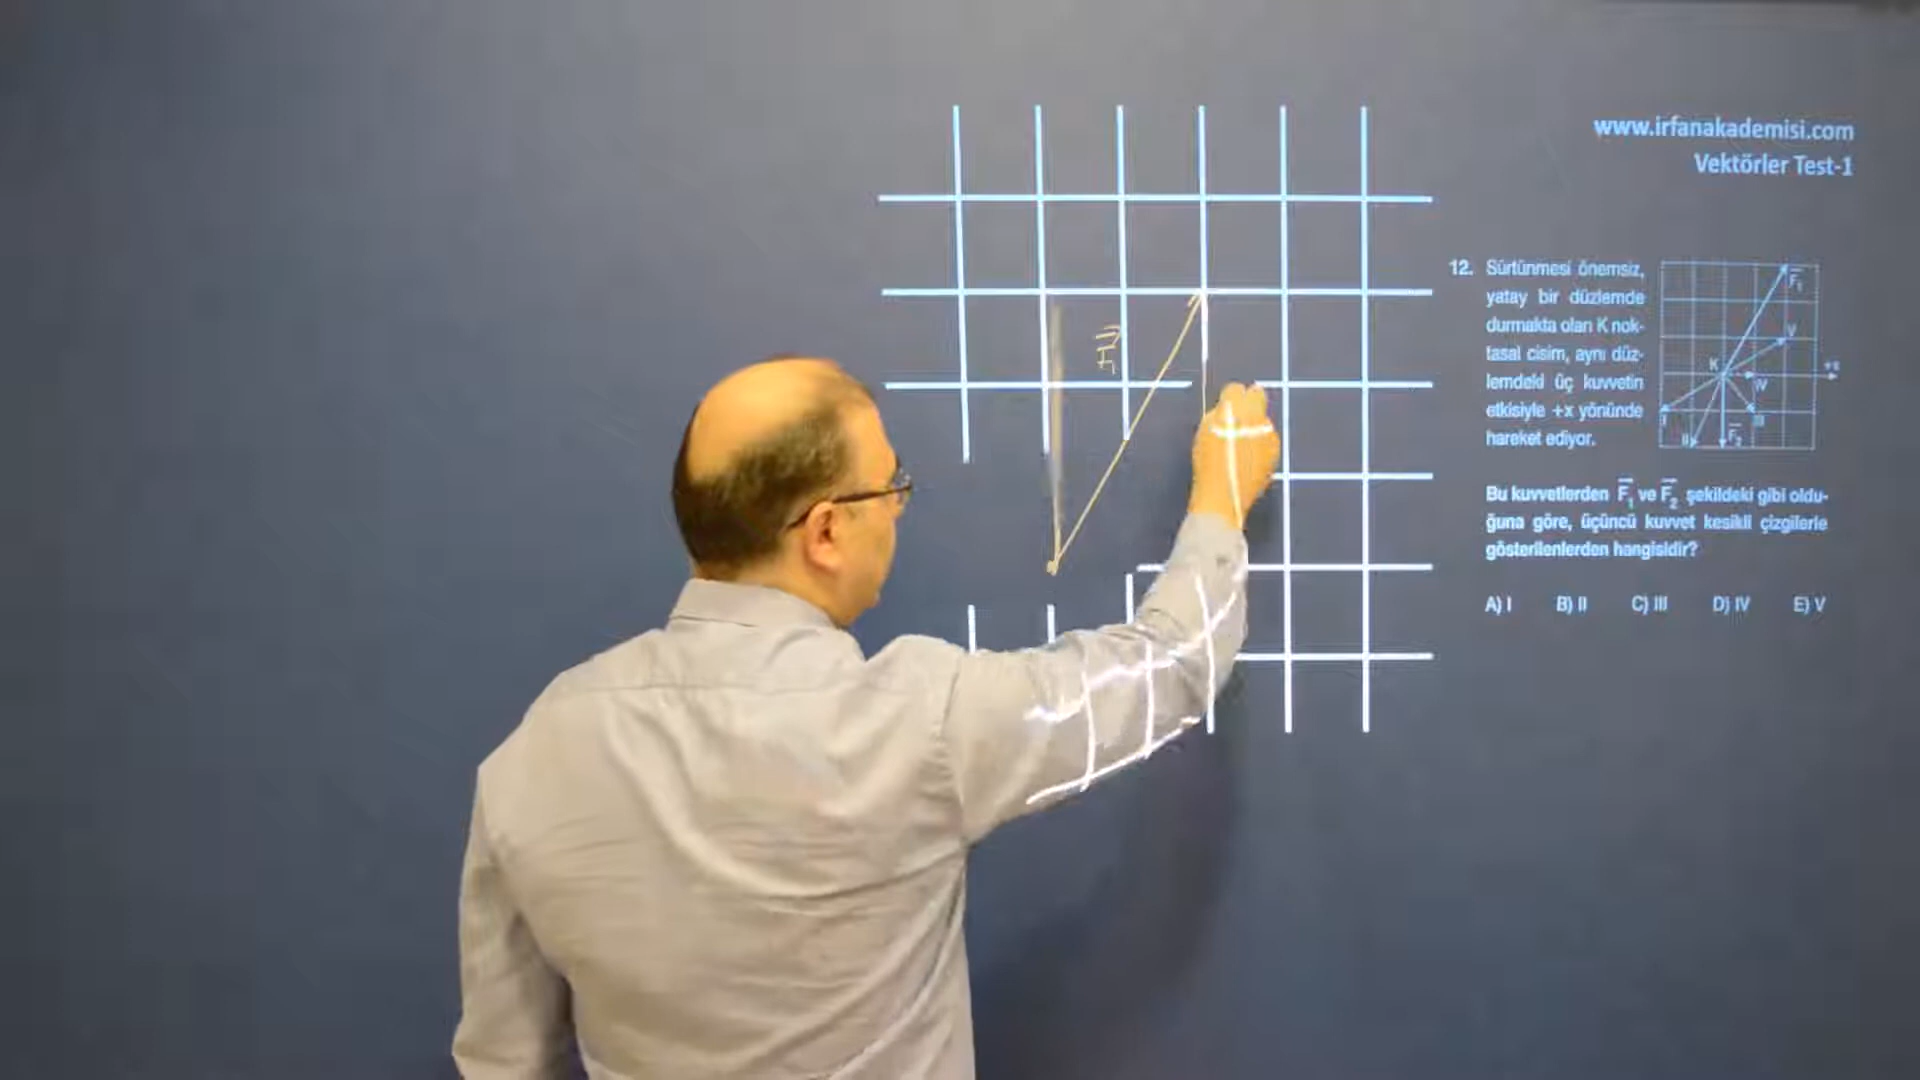 www.irfanakademisi.com
Vektörler Test-1
12. Sürtünmesi önemsiz,
yatay bir düzlemde
durmakta olan K nok-
tasal cisim, aynı düz-
lemdeki üç kuvvetin
etkisiyle +x yönünde
hareket ediyor.
F₁
V
K
+x
IV
I
III
II
F₂
Bu kuvvetlerden F₁ ve F₂ şekildeki gibi oldu-
ğuna göre, üçüncü kuvvet kesikli çizgilerle
gösterilenlerden hangisidir?
A) I B) II C) III D) IV E) V
F₁